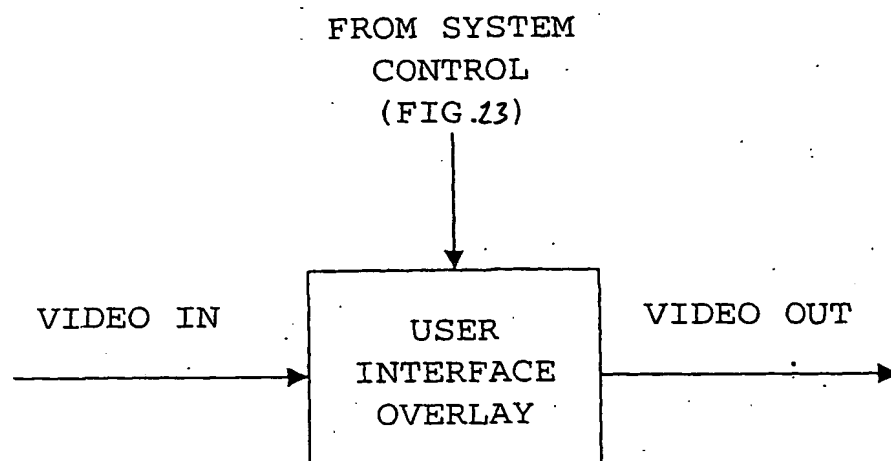 FROM SYSTEM
CONTROL
(FIG.23)
VIDEO IN
USER
INTERFACE
OVERLAY
VIDEO OUT